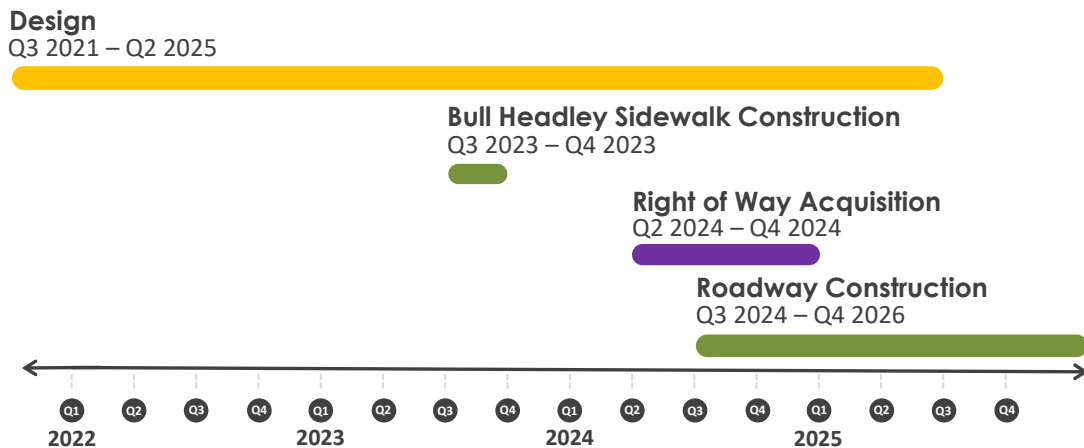 Design
Q3 2021 – Q2 2025
Bull Headley Sidewalk Construction
Q3 2023 – Q4 2023
Right of Way Acquisition
Q2 2024 – Q4 2024
Roadway Construction
Q3 2024 – Q4 2026
Q1 Q2 Q3 Q4 Q1 Q2 Q3 Q4 Q1 Q2 Q3 Q1 Q2 Q3 Q4
2022 2023 2024 2025